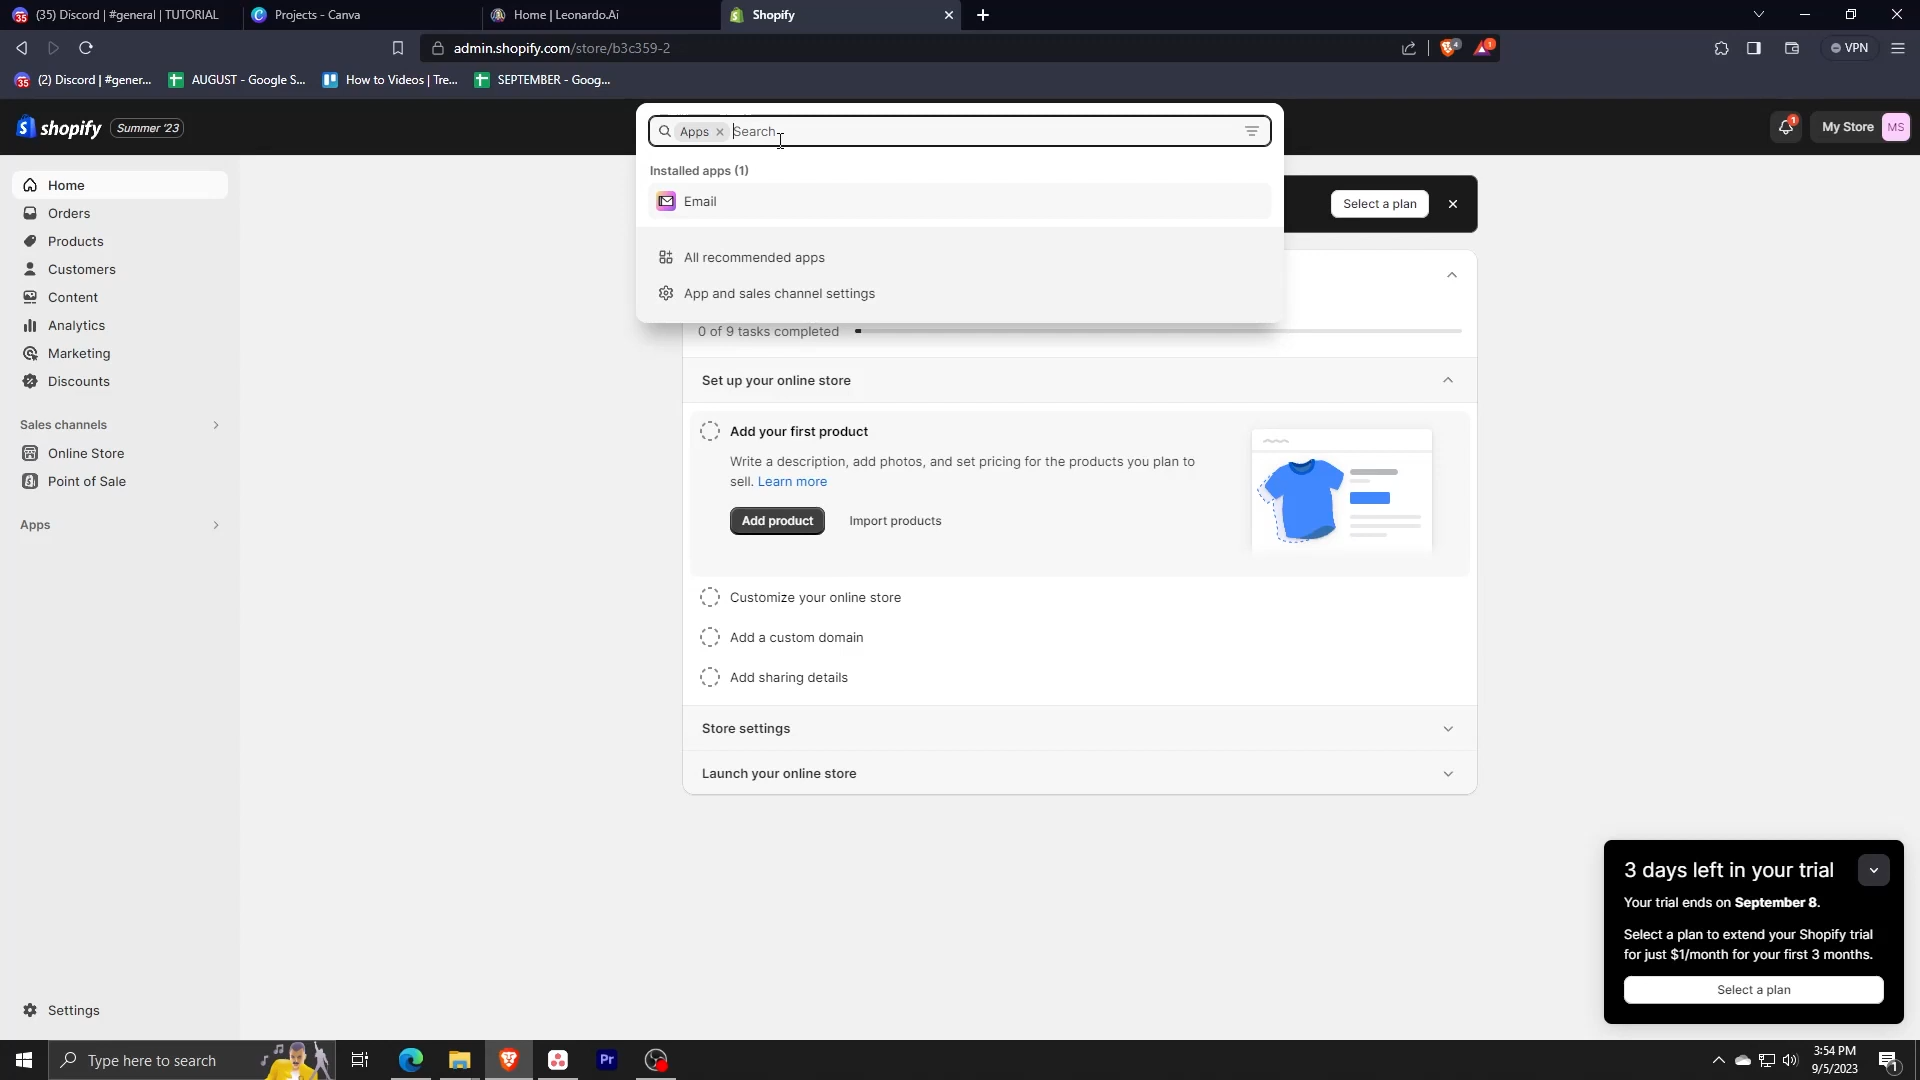 (35) Discord | #general | TUTORIAL
Projects - Canva
Home | Leonardo.Ai
Shopify
admin.shopify.com/store/b3c359-2
4
1
VPN
(2) Discord | #gener...
AUGUST - Google S...
How to Videos | Tre...
SEPTEMBER - Goog...
shopify
Summer '23
Apps
Search
1
My Store
MS
Installed apps (1)
Email
All recommended apps
App and sales channel settings
Select a plan
Home
Orders
Products
Customers
Content
Analytics
Marketing
Discounts
Sales channels
Online Store
Point of Sale
Apps
Settings
0 of 9 tasks completed
Set up your online store
Add your first product
Write a description, add photos, and set pricing for the products you plan to
sell. Learn more
Add product
Import products
Customize your online store
Add a custom domain
Add sharing details
Store settings
Launch your online store
3 days left in your trial
Your trial ends on September 8.
Select a plan to extend your Shopify trial
for just $1/month for your first 3 months.
Select a plan
Type here to search
Pr
3:54 PM
9/5/2023
1